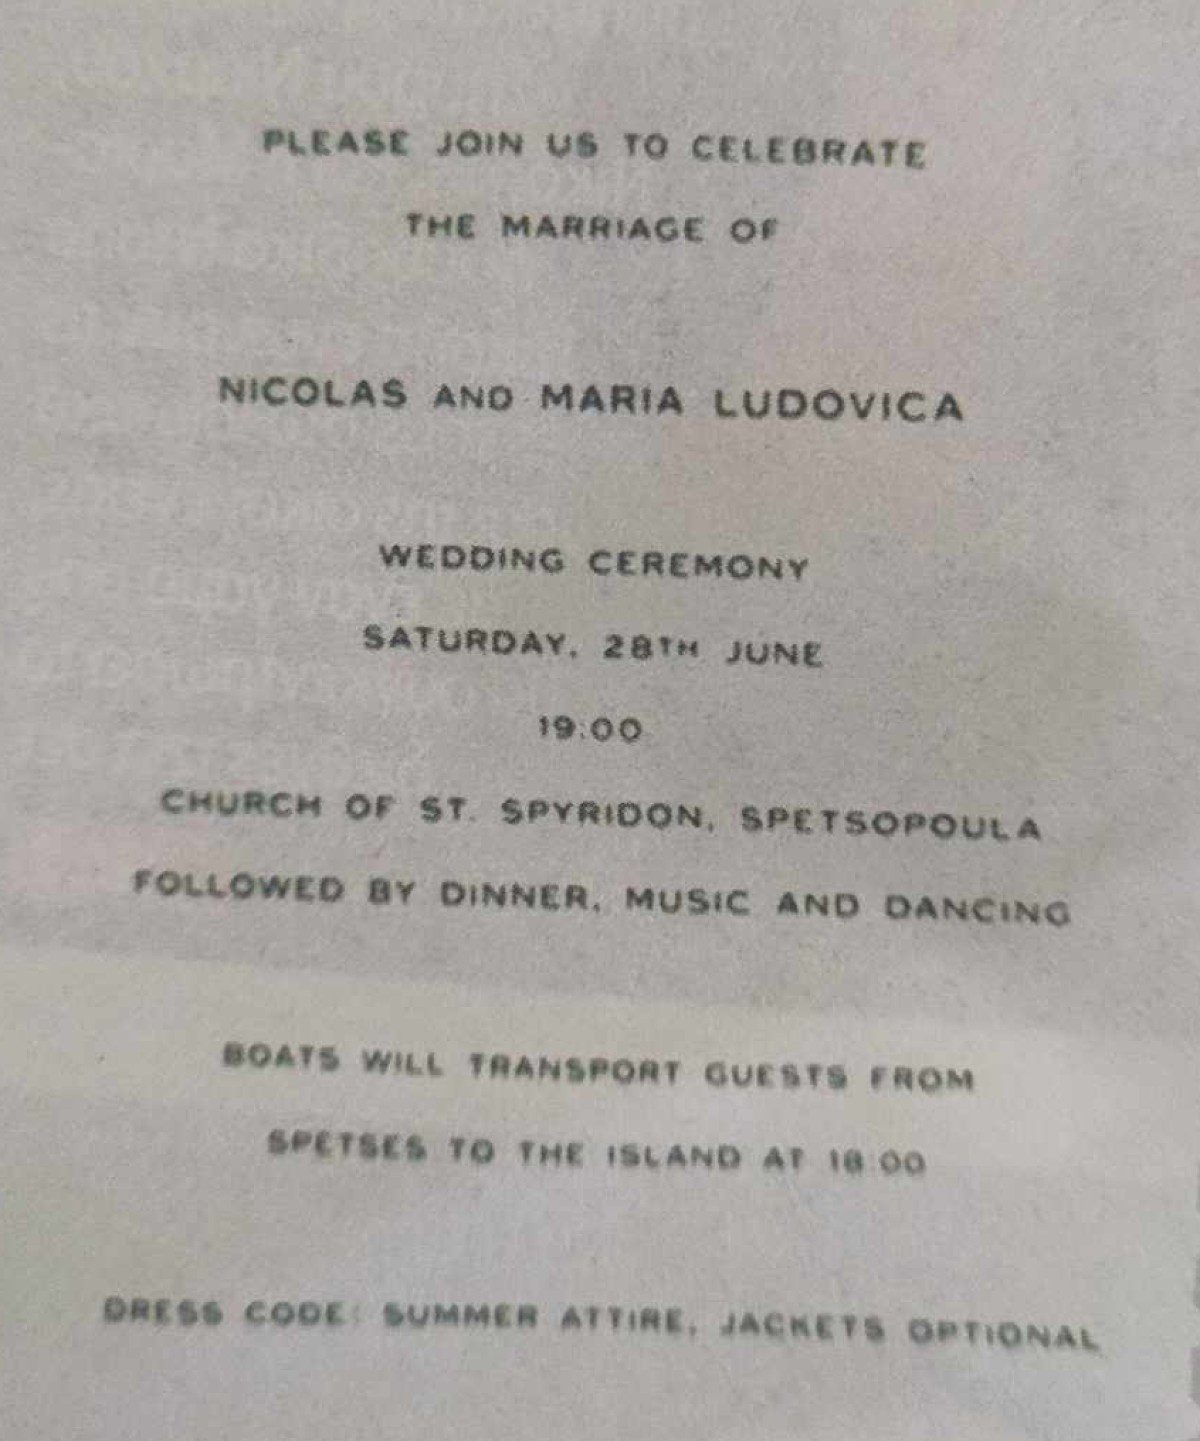 PLEASE JOIN US TO CELEBRATE
THE MARRIAGE OF
NICOLAS AND MARIA LUDOVICA
WEDDING CEREMONY
SATURDAY, 28TH JUNE
19:00
CHURCH OF ST. SPYRIDON, SPETSOPOULA
FOLLOWED BY DINNER, MUSIC AND DANCING
BOATS WILL TRANSPORT GUESTS FROM
SPETSES TO THE ISLAND AT 18:00
DRESS CODE: SUMMER ATTIRE, JACKETS OPTIONAL